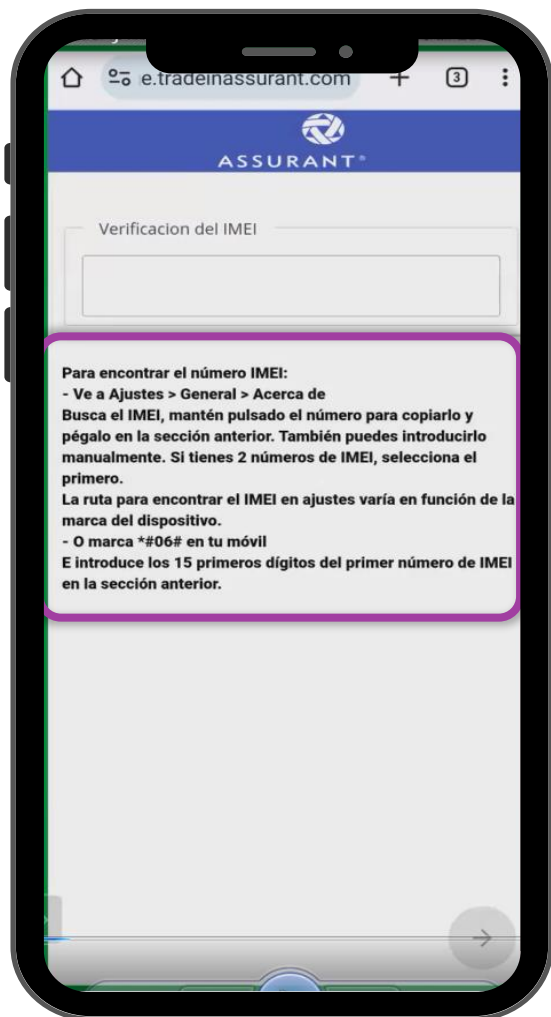 e.tradeinassurant.com
3
ASSURANT®
Verificacion del IMEI
Para encontrar el número IMEI:
- Ve a Ajustes > General > Acerca de
Busca el IMEI, mantén pulsado el número para copiarlo y
pégalo en la sección anterior. También puedes introducirlo
manualmente. Si tienes 2 números de IMEI, selecciona el
primero.
La ruta para encontrar el IMEI en ajustes varía en función de la
marca del dispositivo.
- O marca *#06# en tu móvil
E introduce los 15 primeros dígitos del primer número de IMEI
en la sección anterior.